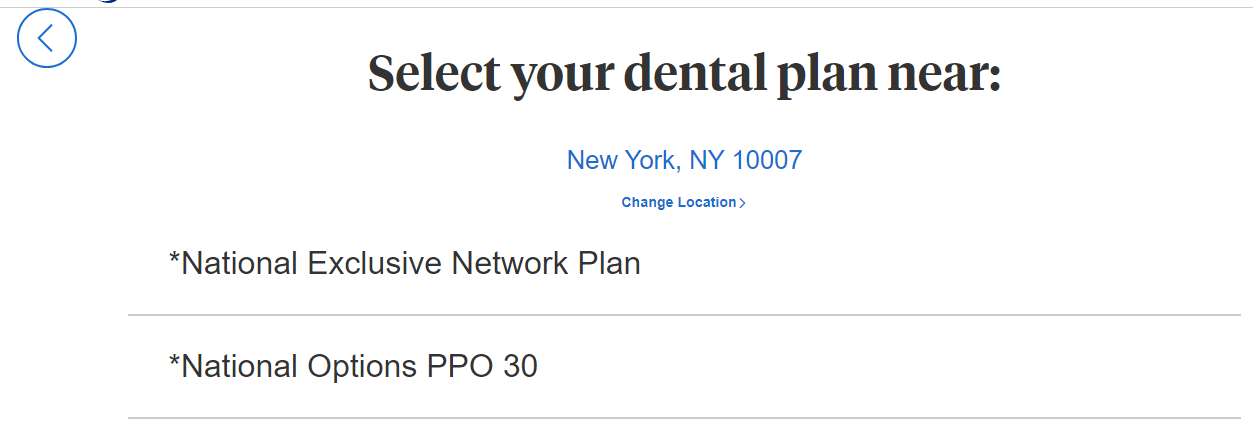 Select your dental plan near:
New York, NY 10007
Change Location
*National Exclusive Network Plan
*National Options PPO 30